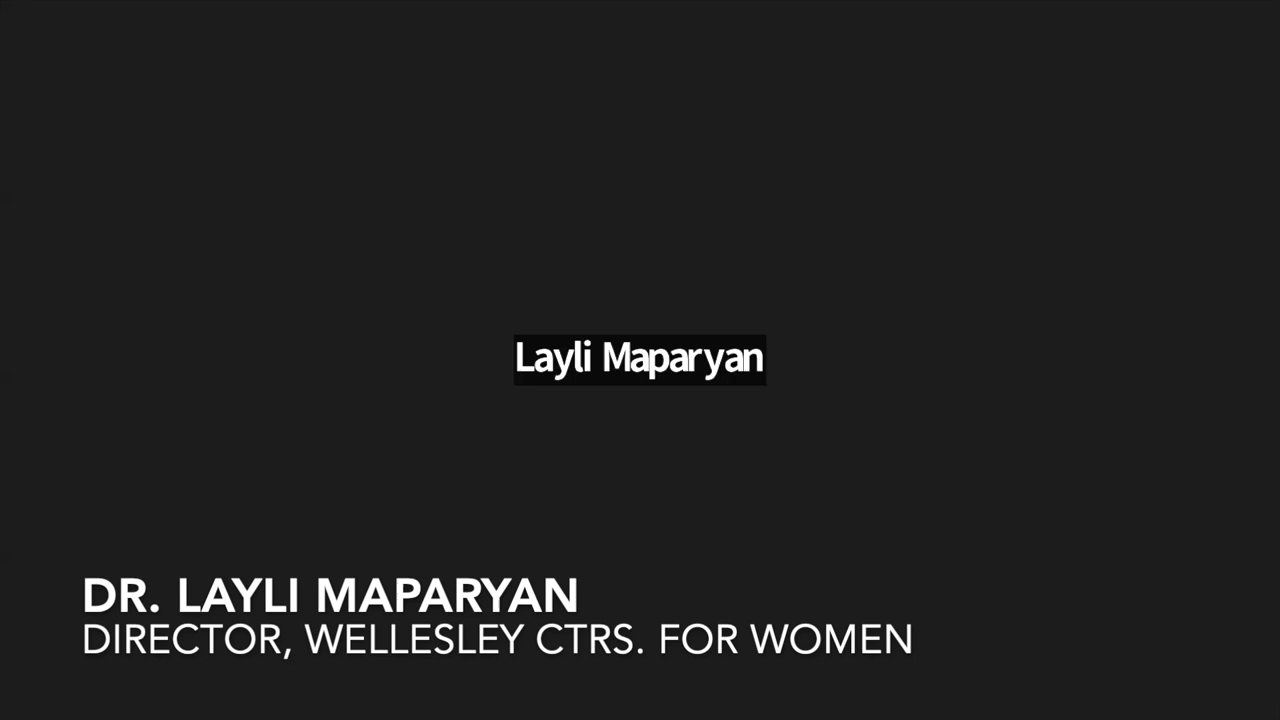 Layli Maparyan
DR. LAYLI MAPARYAN
DIRECTOR, WELLESLEY CTRS. FOR WOMEN